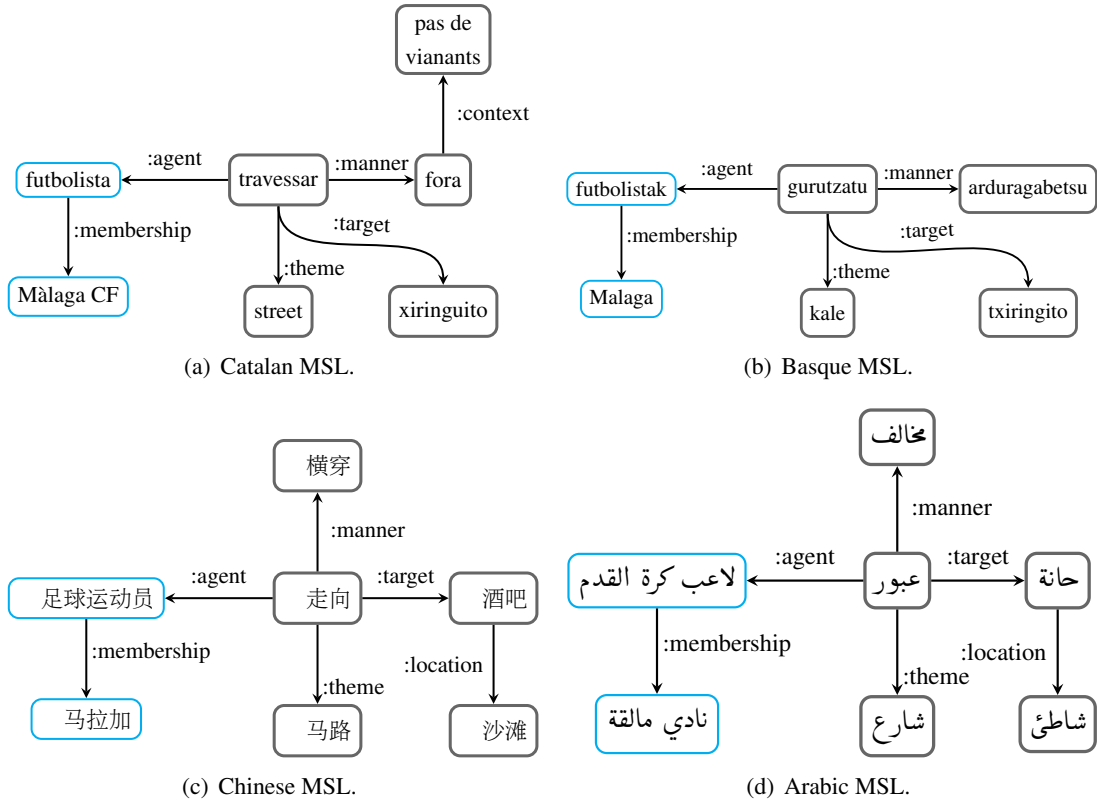 pas de
vianants
:context
:agent
:manner
futbolista
travessar
fora
:membership
:target
:theme
Màlaga CF
street
xiringuito
(a) Catalan MSL.
:agent
:manner
futbolistak
gurutzatu
arduragabetsu
:membership
:target
:theme
Malaga
kale
txiringito
(b) Basque MSL.
横穿
:manner
:agent
:target
足球运动员
走向
酒吧
:membership
:location
:theme
马拉加
马路
沙滩
(c) Chinese MSL.
مخالف
:manner
:agent
:target
لاعب كرة القدم
عبور
حانة
:membership
:location
:theme
نادي مالقة
شارع
شاطئ
(d) Arabic MSL.